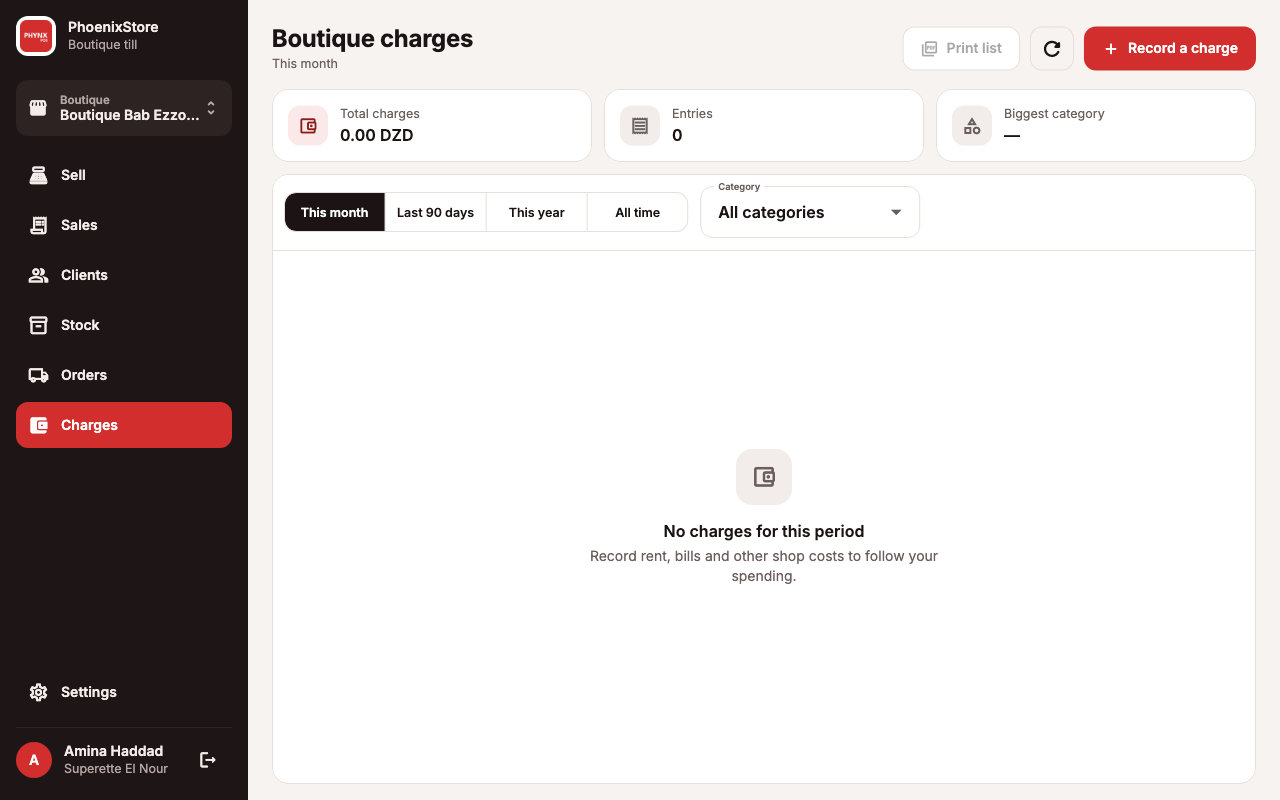 PHYNX
POS
PhoenixStore
Boutique till
Boutique
Boutique Bab Ezzo...
Sell
Sales
Clients
Stock
Orders
Charges
Settings
A
Amina Haddad
Superette El Nour
Boutique charges
This month
Print list
Record a charge
Total charges
0.00 DZD
Entries
0
Biggest category
—
This month
Last 90 days
This year
All time
Category
All categories
No charges for this period
Record rent, bills and other shop costs to follow your
spending.